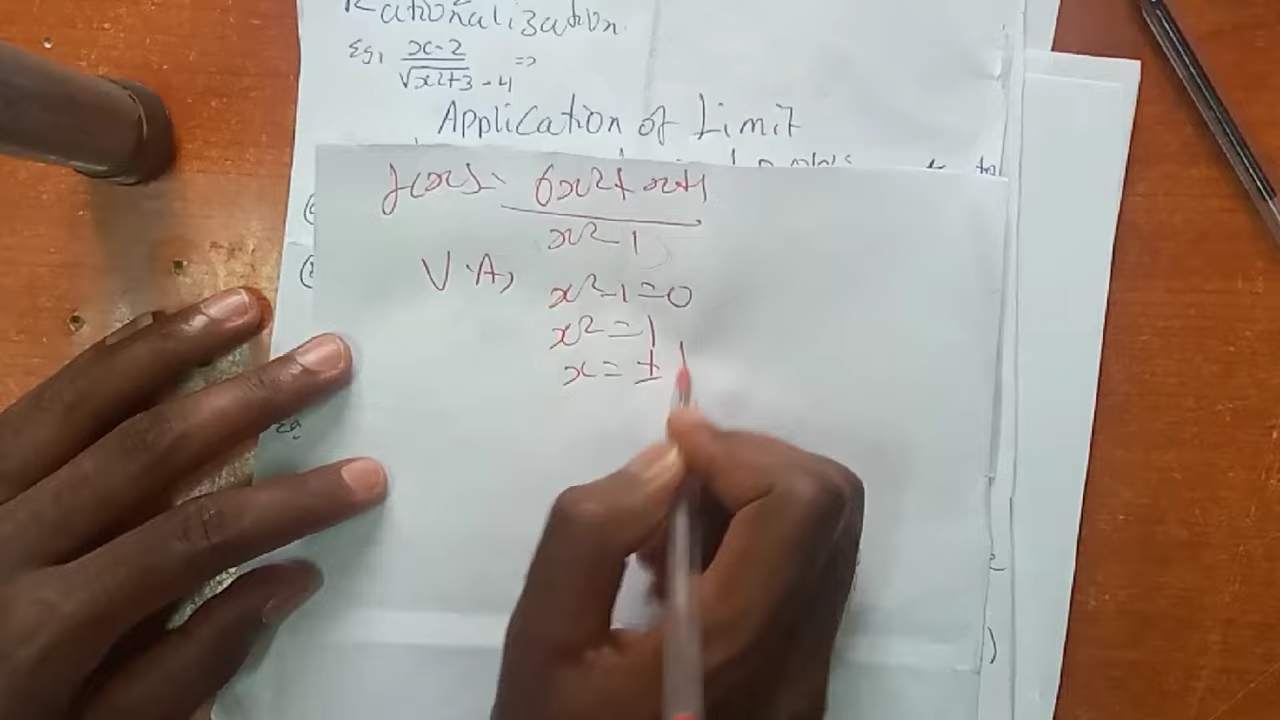 Rationalization.
Eg, x-2 / √x2+3 - 4 =>
Application of Limit
f(x) = 6x²+x+1 / x²-1
V.A, x²-1=0
x²=1
x=±1
Eg